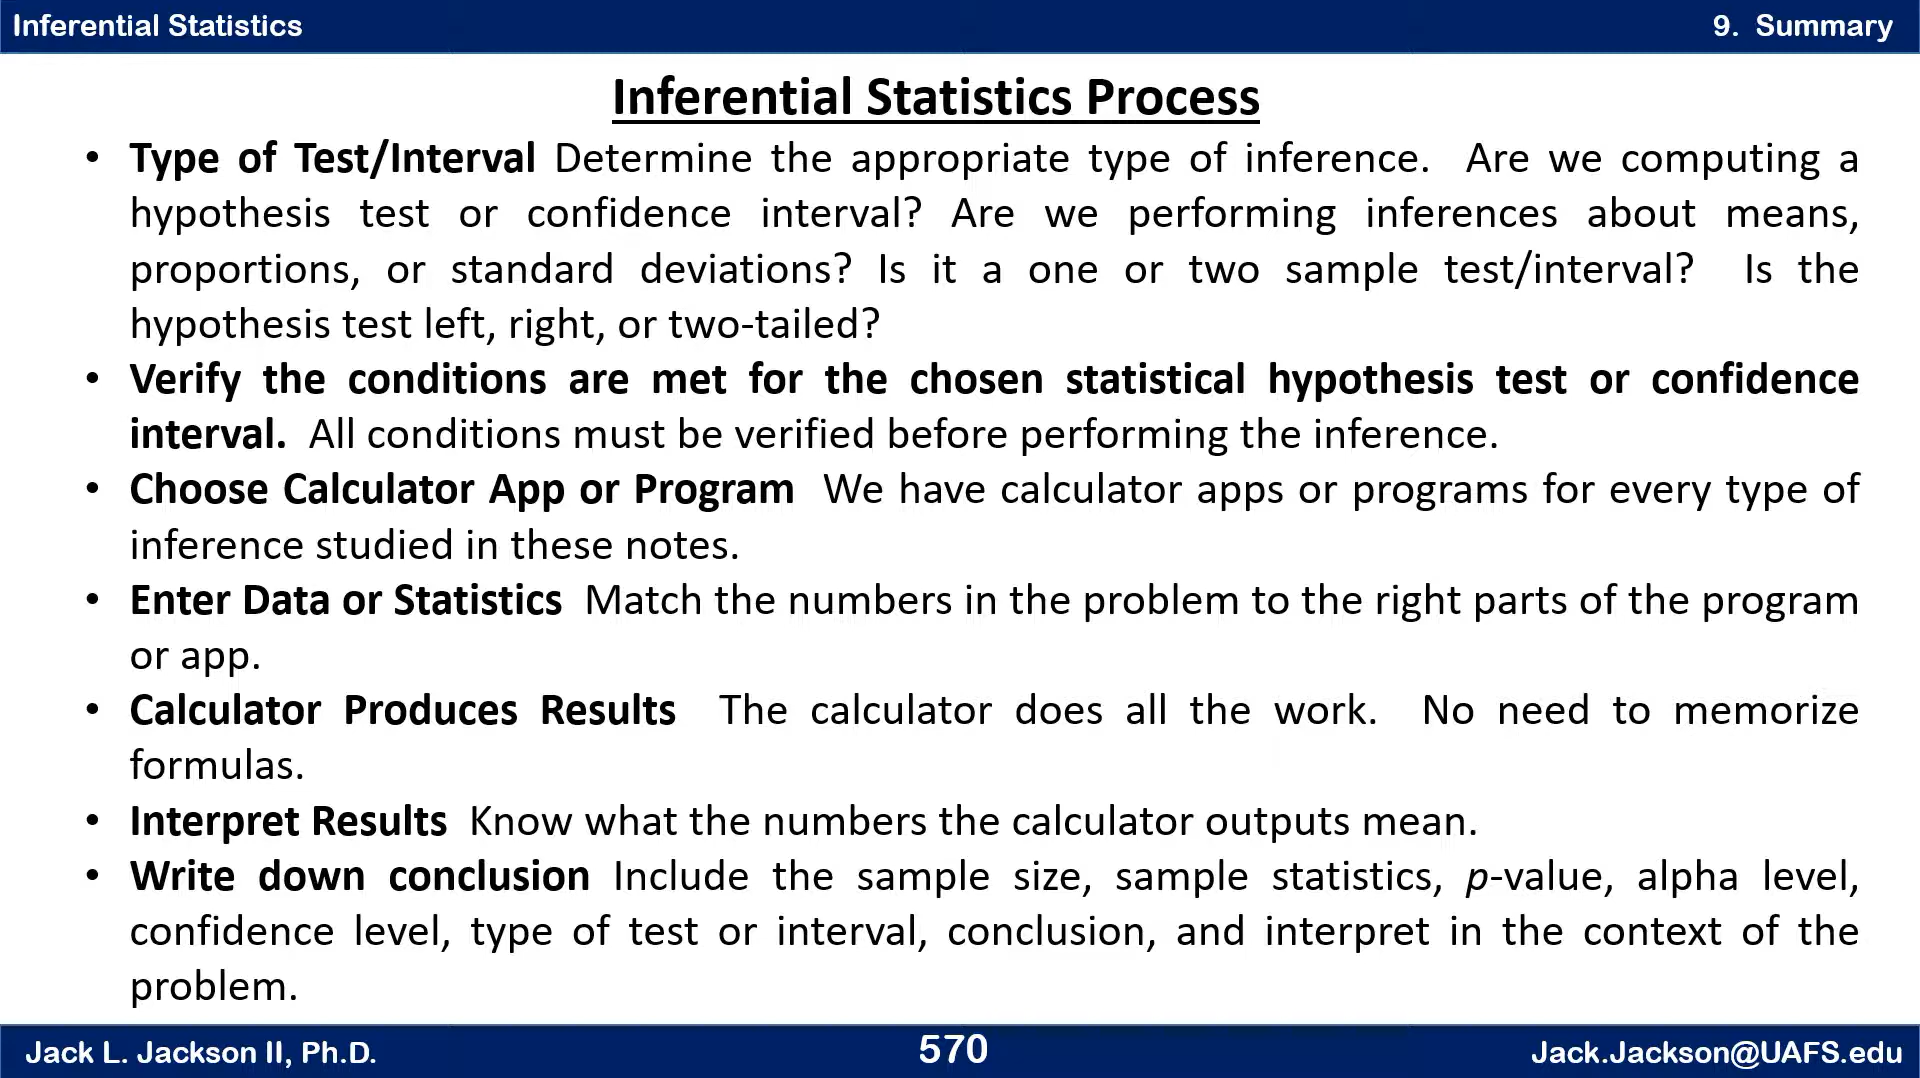 Inferential Statistics
9. Summary
Inferential Statistics Process
• Type of Test/Interval Determine the appropriate type of inference. Are we computing a
hypothesis test or confidence interval? Are we performing inferences about means,
proportions, or standard deviations? Is it a one or two sample test/interval? Is the
hypothesis test left, right, or two-tailed?
• Verify the conditions are met for the chosen statistical hypothesis test or confidence
interval. All conditions must be verified before performing the inference.
• Choose Calculator App or Program We have calculator apps or programs for every type of
inference studied in these notes.
• Enter Data or Statistics Match the numbers in the problem to the right parts of the program
or app.
• Calculator Produces Results The calculator does all the work. No need to memorize
formulas.
• Interpret Results Know what the numbers the calculator outputs mean.
• Write down conclusion Include the sample size, sample statistics, p-value, alpha level,
confidence level, type of test or interval, conclusion, and interpret in the context of the
problem.
Jack L. Jackson II, Ph.D.
570
Jack.Jackson@UAFS.edu